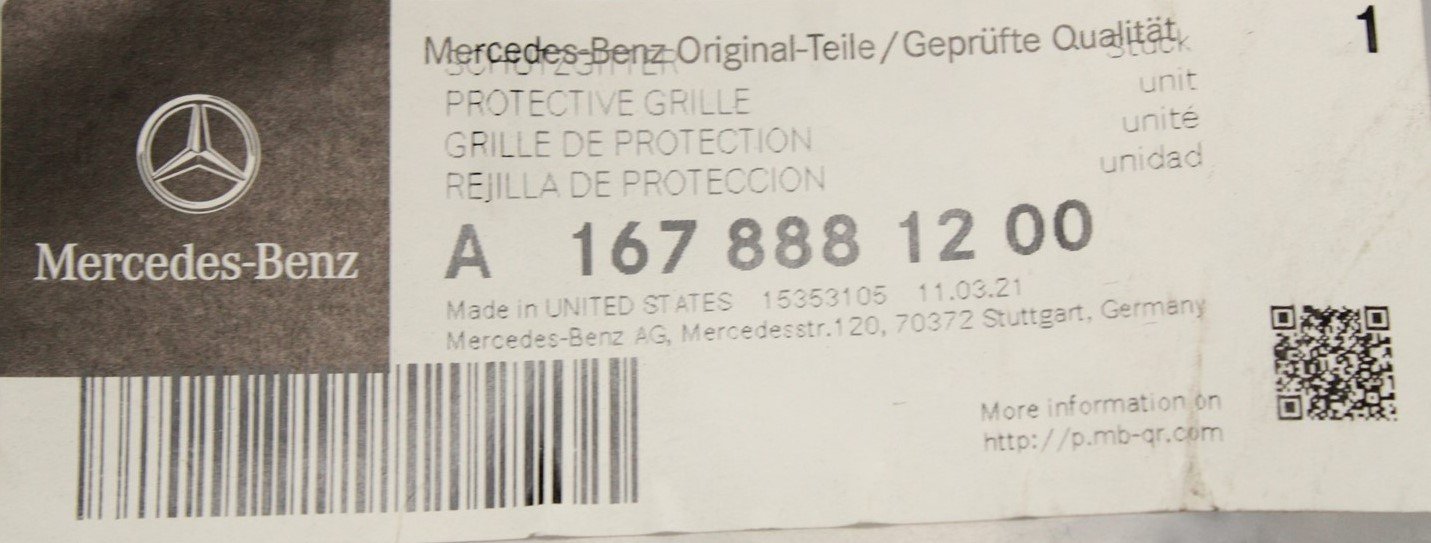 Mercedes-Benz Original-Teile/Geprüfte Qualität
1
SCHUTZGITTER
Stück
PROTECTIVE GRILLE
unit
GRILLE DE PROTECTION
unité
REJILLA DE PROTECCION
unidad
A 167 888 12 00
Mercedes-Benz
Made in UNITED STATES 15353105 11.03.21
Mercedes-Benz AG, Mercedesstr.120, 70372 Stuttgart, Germany
More information on
http://p.mb-qr.com